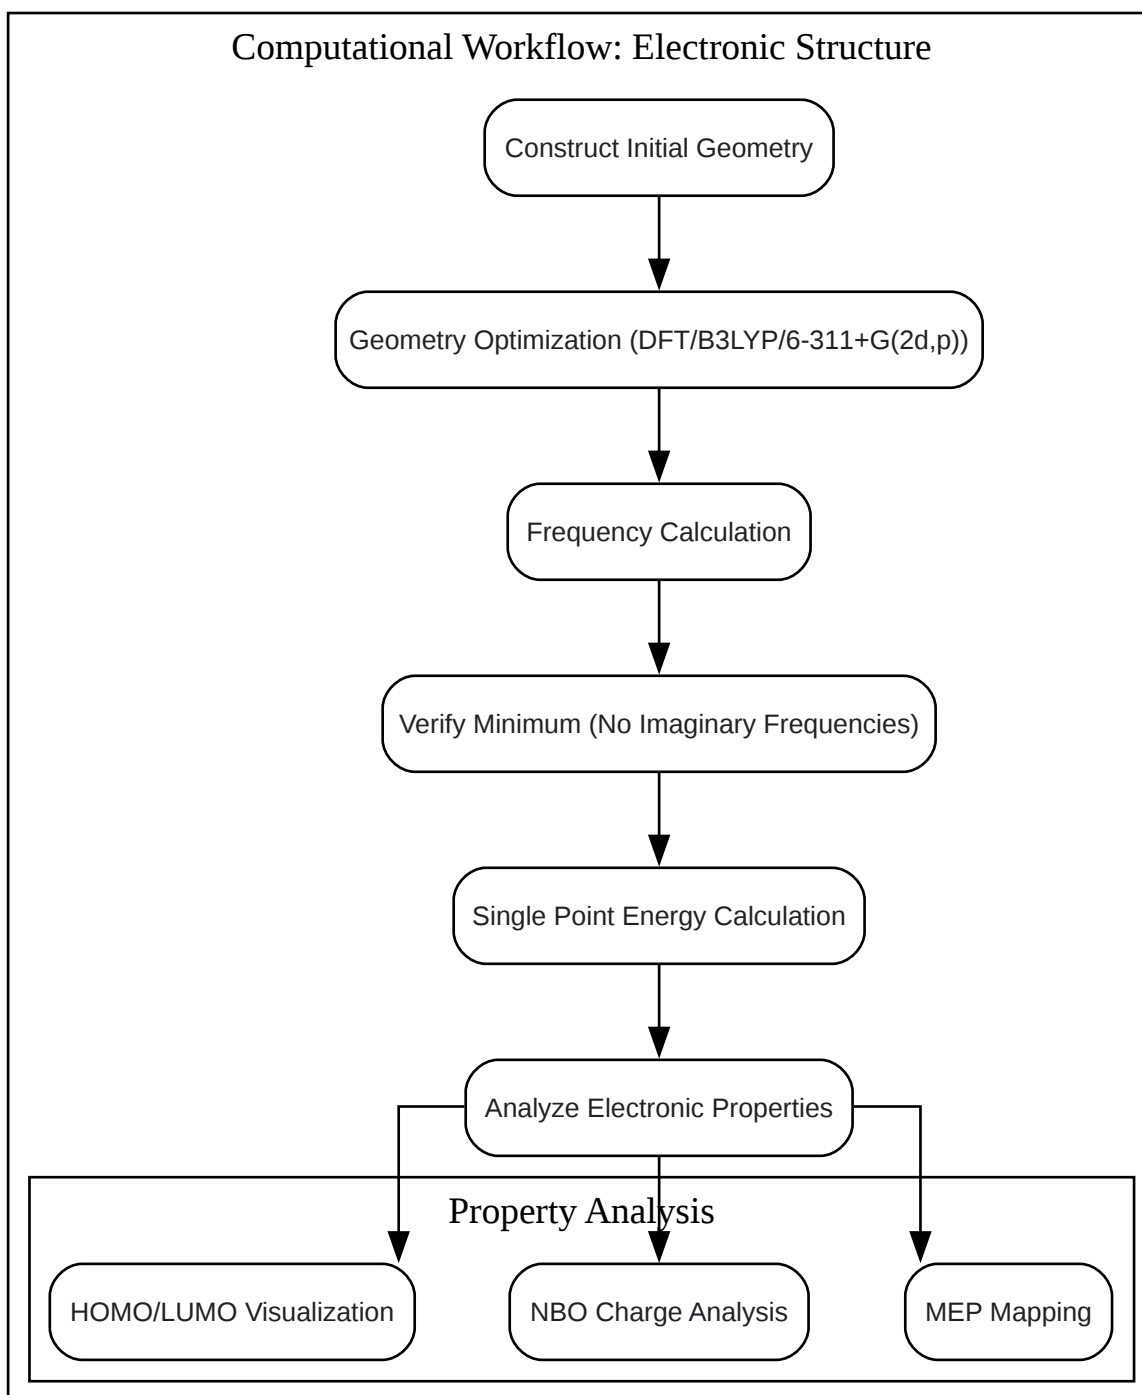 Computational Workflow: Electronic Structure
Construct Initial Geometry
Geometry Optimization (DFT/B3LYP/6-311+G(2d,p))
Frequency Calculation
Verify Minimum (No Imaginary Frequencies)
Single Point Energy Calculation
Analyze Electronic Properties
Property Analysis
HOMO/LUMO Visualization
NBO Charge Analysis
MEP Mapping